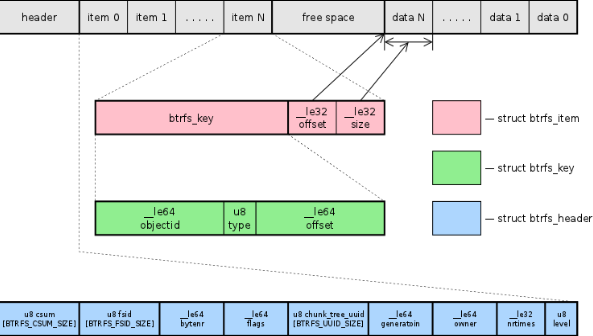 header item 0 item 1 . . . . . item N free space data N . . . . . data 1 data 0
btrfs_key __le32 offset __le32 size
— struct btrfs_item
— struct btrfs_key
__le64 objectid u8 type __le64 offset
— struct btrfs_header
u8 csum [BTRFS_CSUM_SIZE] u8 fsid [BTRFS_FSID_SIZE] __le64 bytenr __le64 flags u8 chunk_tree_uuid [BTRFS_UUID_SIZE] __le64 generatoin __le64 owner __le32 nritimes u8 level